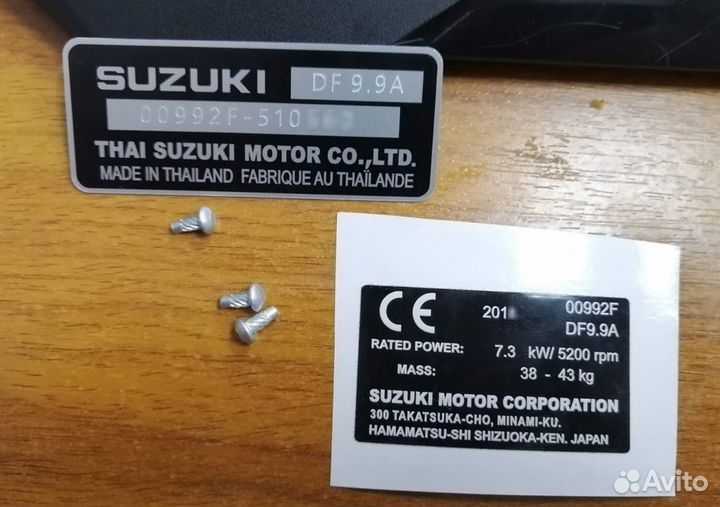 SUZUKI DF 9.9A
00992F-510
THAI SUZUKI MOTOR CO.,LTD.
MADE IN THAILAND FABRIQUE AU THAÏLANDE
CE 201 00992F
DF9.9A
RATED POWER: 7.3 kW/ 5200 rpm
MASS: 38 - 43 kg
SUZUKI MOTOR CORPORATION
300 TAKATSUKA-CHO, MINAMI-KU.
HAMAMATSU-SHI SHIZUOKA-KEN. JAPAN
Avito